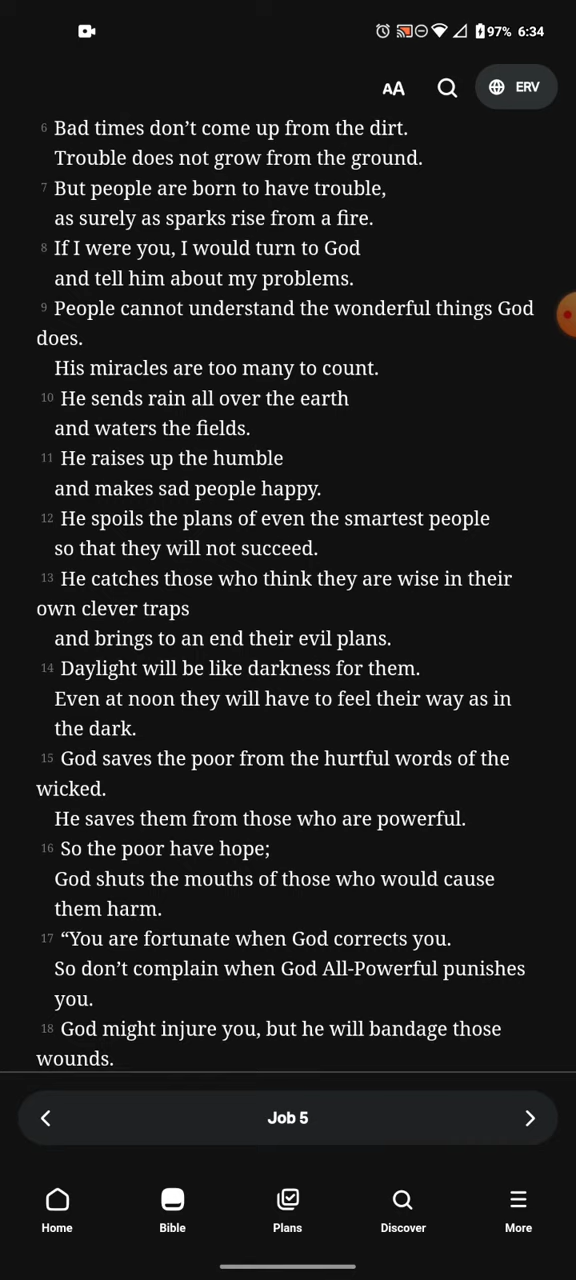 97% 6:34
AA ERV
6 Bad times don’t come up from the dirt.
Trouble does not grow from the ground.
7 But people are born to have trouble,
as surely as sparks rise from a fire.
8 If I were you, I would turn to God
and tell him about my problems.
9 People cannot understand the wonderful things God
does.
His miracles are too many to count.
10 He sends rain all over the earth
and waters the fields.
11 He raises up the humble
and makes sad people happy.
12 He spoils the plans of even the smartest people
so that they will not succeed.
13 He catches those who think they are wise in their
own clever traps
and brings to an end their evil plans.
14 Daylight will be like darkness for them.
Even at noon they will have to feel their way as in
the dark.
15 God saves the poor from the hurtful words of the
wicked.
He saves them from those who are powerful.
16 So the poor have hope;
God shuts the mouths of those who would cause
them harm.
17 “You are fortunate when God corrects you.
So don’t complain when God All-Powerful punishes
you.
18 God might injure you, but he will bandage those
wounds.
Job 5
Home Bible Plans Discover More